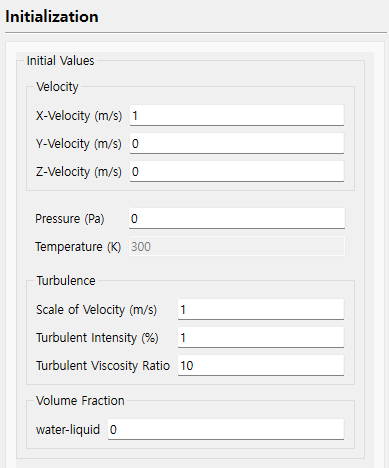 Initialization
Initial Values
Velocity
X-Velocity (m/s) 1
Y-Velocity (m/s) 0
Z-Velocity (m/s) 0
Pressure (Pa) 0
Temperature (K) 300
Turbulence
Scale of Velocity (m/s) 1
Turbulent Intensity (%) 1
Turbulent Viscosity Ratio 10
Volume Fraction
water-liquid 0